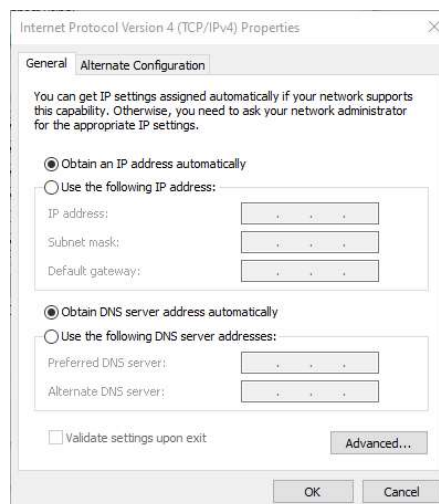 Internet Protocol Version 4 (TCP/IPv4) Properties
General
Alternate Configuration
You can get IP settings assigned automatically if your network supports
this capability. Otherwise, you need to ask your network administrator
for the appropriate IP settings.
Obtain an IP address automatically
Use the following IP address:
IP address:
Subnet mask:
Default gateway:
Obtain DNS server address automatically
Use the following DNS server addresses:
Preferred DNS server:
Alternate DNS server:
Validate settings upon exit
Advanced...
OK
Cancel